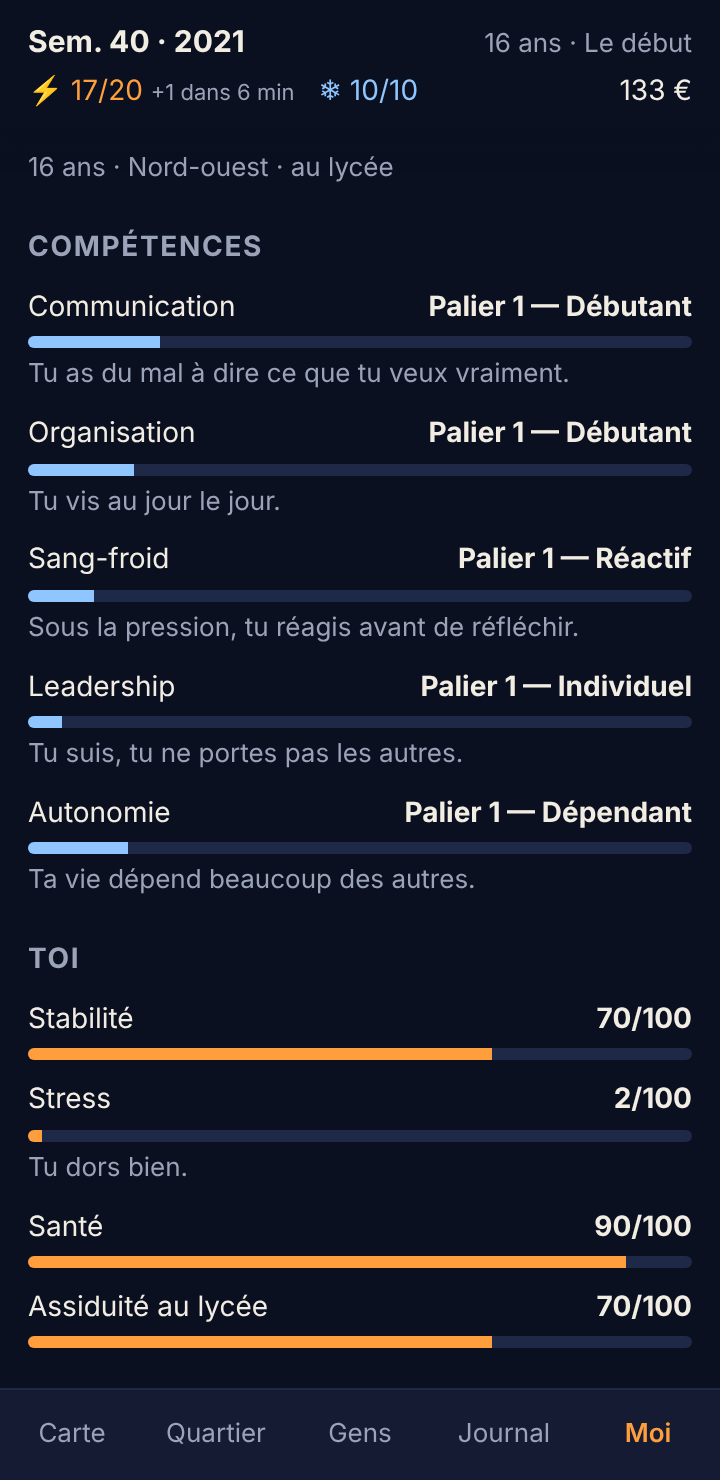 Sem. 40 · 2021 16 ans · Le début
⚡ 17/20 +1 dans 6 min ❄ 10/10 133 €
16 ans · Nord-ouest · au lycée
COMPÉTENCES
Communication Palier 1 — Débutant
Tu as du mal à dire ce que tu veux vraiment.
Organisation Palier 1 — Débutant
Tu vis au jour le jour.
Sang-froid Palier 1 — Réactif
Sous la pression, tu réagis avant de réfléchir.
Leadership Palier 1 — Individuel
Tu suis, tu ne portes pas les autres.
Autonomie Palier 1 — Dépendant
Ta vie dépend beaucoup des autres.
TOI
Stabilité 70/100
Stress 2/100
Tu dors bien.
Santé 90/100
Assiduité au lycée 70/100
Carte Quartier Gens Journal Moi